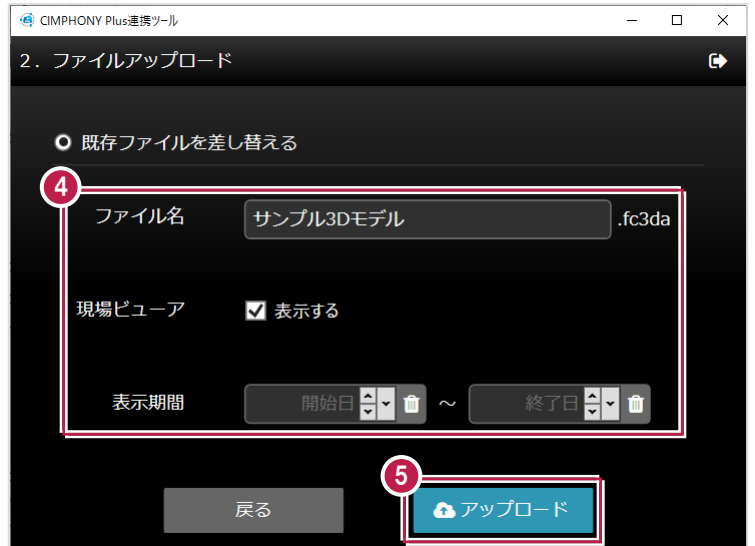 CIMPHONY Plus連携ツール
2. ファイルアップロード
既存ファイルを差し替える
4
ファイル名 サンプル3Dモデル .fc3da
現場ビューア 表示する
表示期間 開始日 ～ 終了日
5
戻る アップロード